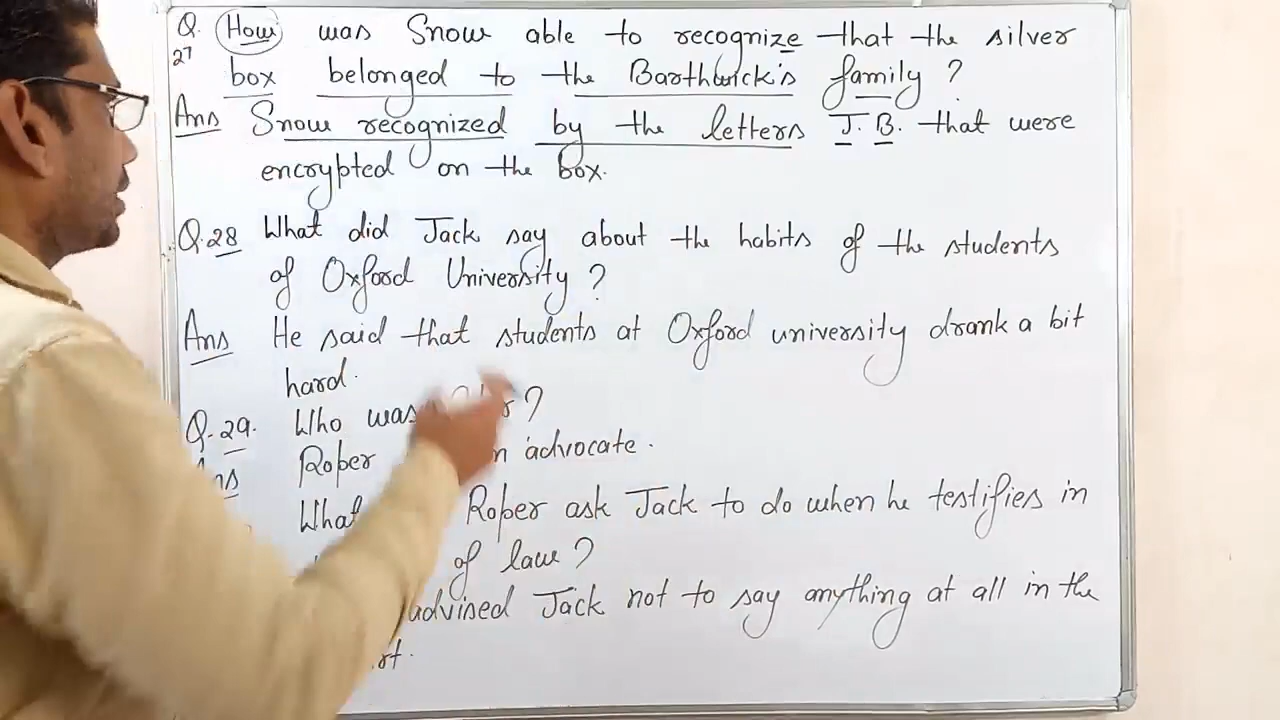 Q. How was Snow able to recognize that the silver
27 box belonged to the Barthwick's family ?
Ans Snow recognized by the letters J. B. that were
encrypted on the box.
Q.28 What did Jack say about the habits of the students
of Oxford University ?
Ans He said that students at Oxford university drank a bit
hard.
Q.29. Who was ?
Ans Roper advocate.
What Roper ask Jack to do when he testifies in
of law ?
advised Jack not to say anything at all in the